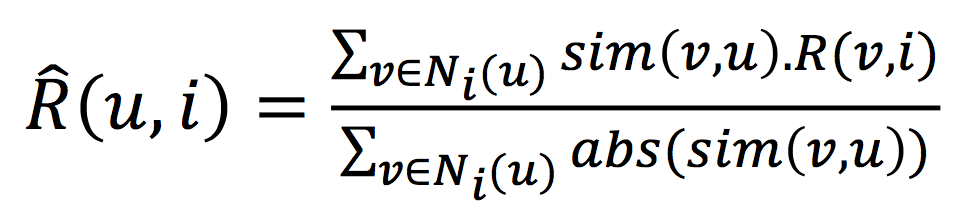 R̂(u, i) = ∑_{v∈N_i(u)} sim(v,u).R(v,i) / ∑_{v∈N_i(u)} abs(sim(v,u))